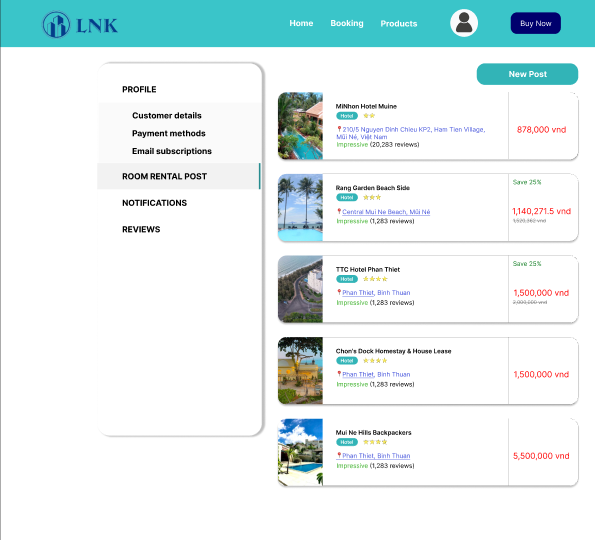 LNK
Home
Booking
Products
Buy Now
PROFILE
Customer details
Payment methods
Email subscriptions
ROOM RENTAL POST
NOTIFICATIONS
REVIEWS
New Post
MiNhon Hotel Muine
Hotel
210/5 Nguyen Dinh Chieu KP2, Ham Tien Village,
Mũi Né, Việt Nam
Impressive (20,283 reviews)
878,000 vnd
Rang Garden Beach Side
Hotel
Central Mui Ne Beach, Mũi Né
Impressive (1,283 reviews)
Save 25%
1,140,271.5 vnd
TTC Hotel Phan Thiet
Hotel
Phan Thiet, Binh Thuan
Impressive (1,283 reviews)
Save 25%
1,500,000 vnd
2,000,000 vnd
Chon's Dock Homestay & House Lease
Hotel
Phan Thiet, Binh Thuan
Impressive (1,283 reviews)
1,500,000 vnd
Mui Ne Hills Backpackers
Hotel
Phan Thiet, Binh Thuan
Impressive (1,283 reviews)
5,500,000 vnd